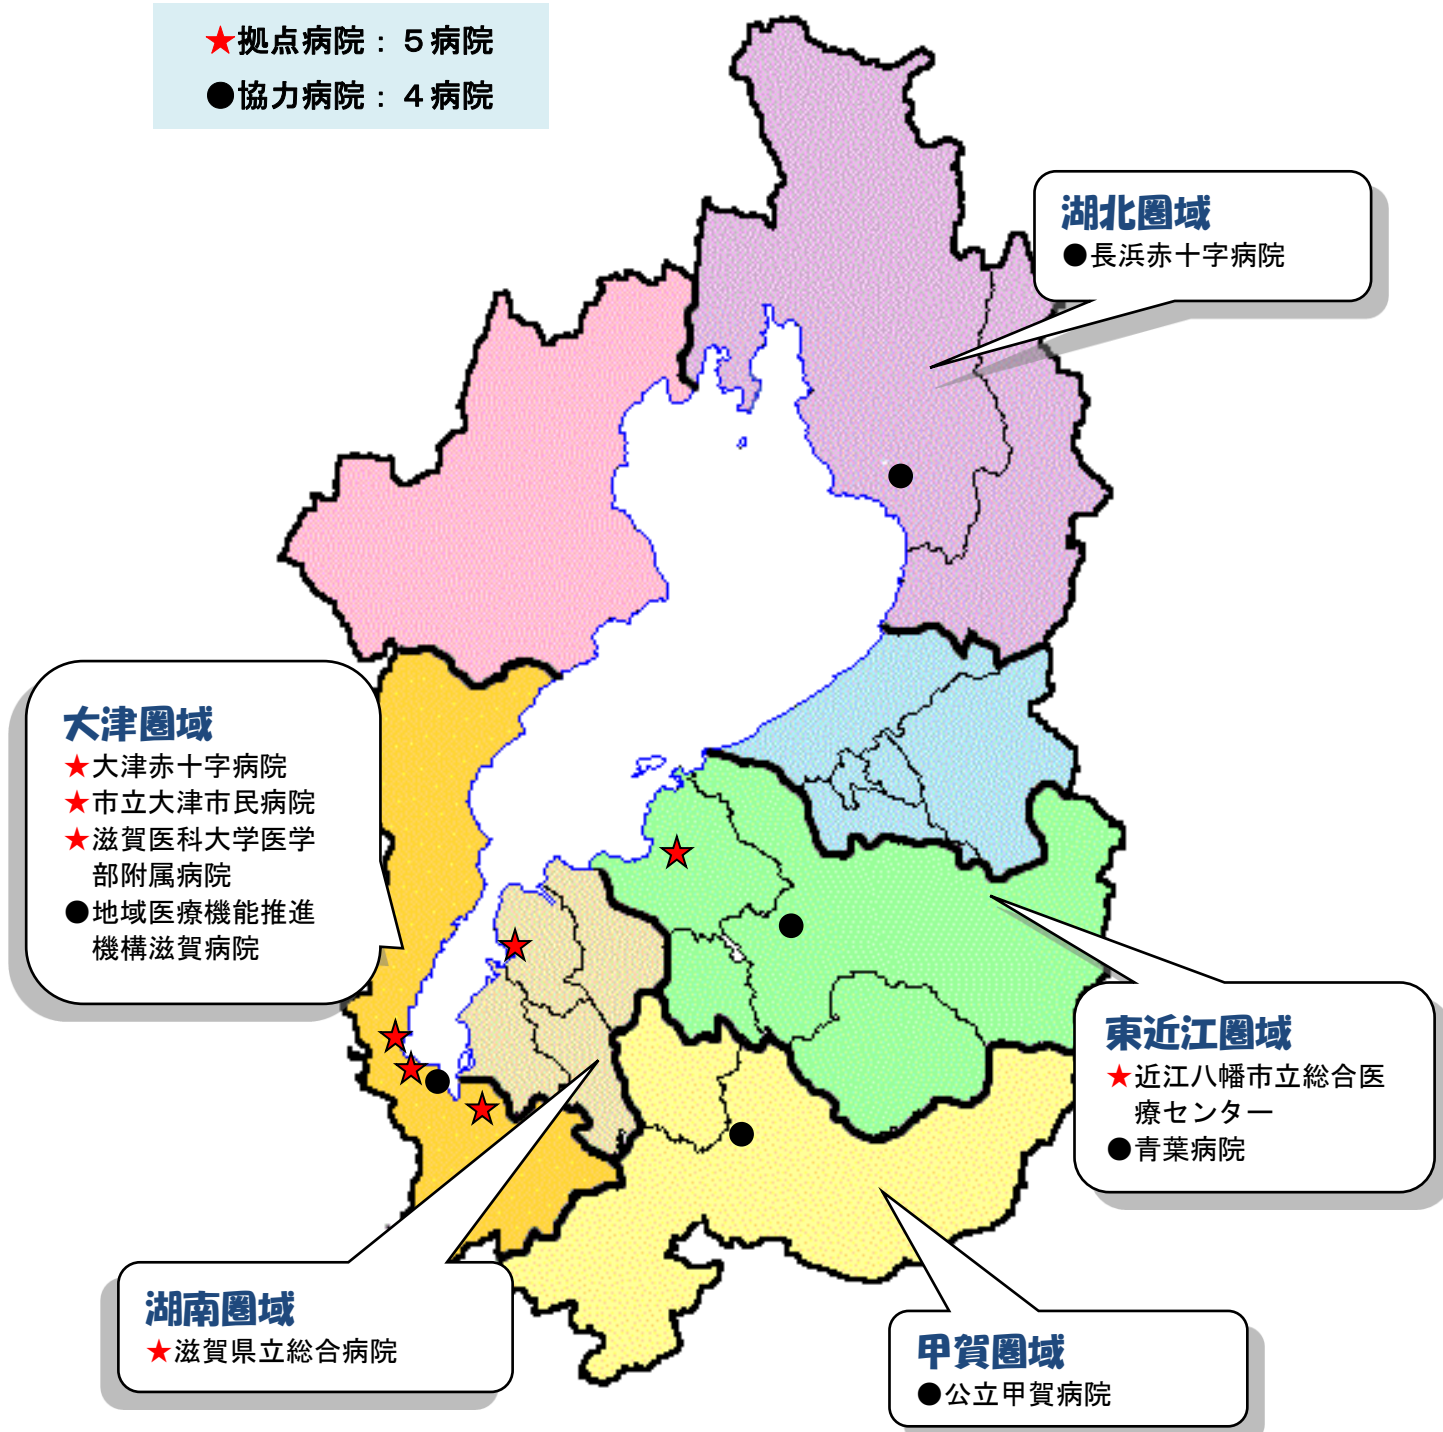 ★拠点病院：５病院
●協力病院：４病院
湖北圏域
●長浜赤十字病院
大津圏域
★大津赤十字病院
★市立大津市民病院
★滋賀医科大学医学
部附属病院
●地域医療機能推進
機構滋賀病院
東近江圏域
★近江八幡市立総合医
療センター
●青葉病院
湖南圏域
★滋賀県立総合病院
甲賀圏域
●公立甲賀病院